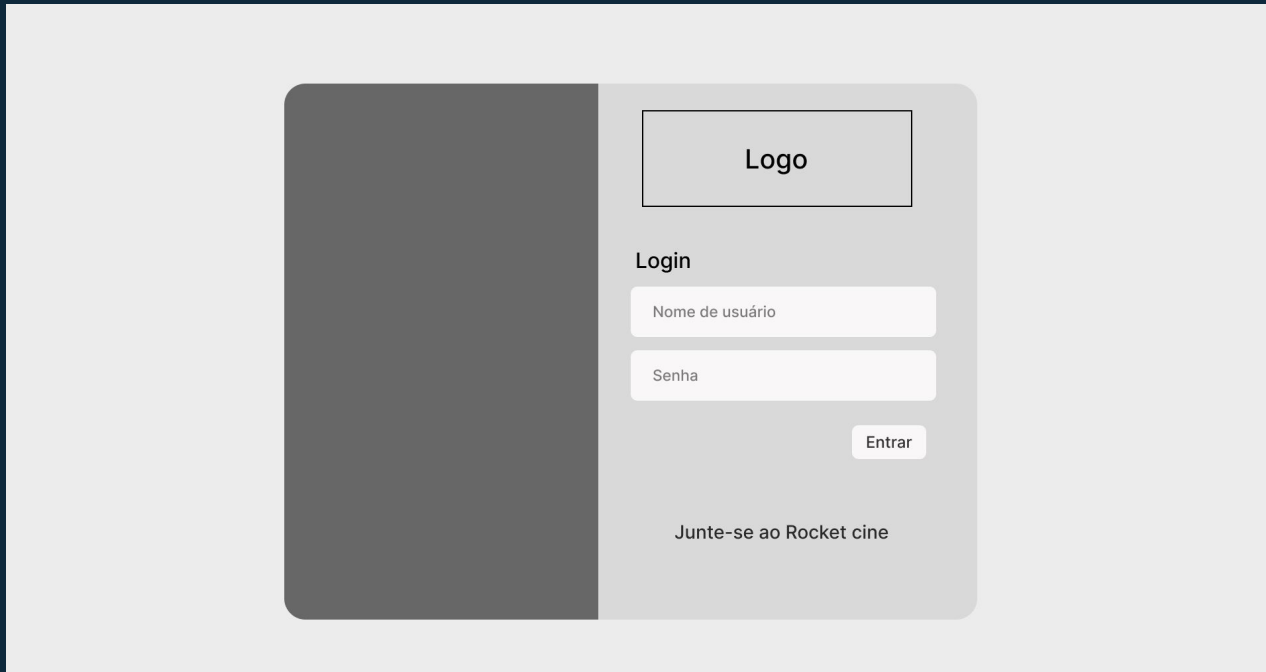 Logo
Login
Nome de usuário
Senha
Entrar
Junte-se ao Rocket cine